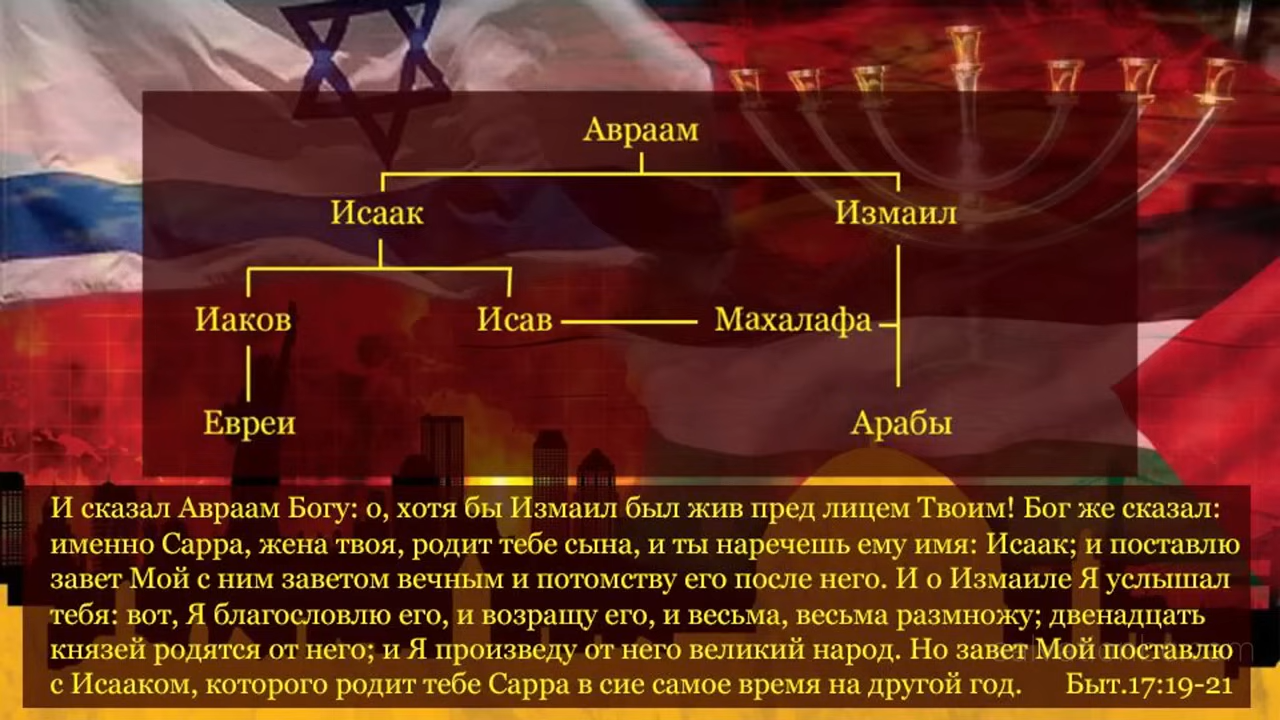 Авраам
Исаак Измаил
Иаков Исав Махалафа
Евреи Арабы
И сказал Авраам Богу: о, хотя бы Измаил был жив пред лицем Твоим! Бог же сказал:
именно Сарра, жена твоя, родит тебе сына, и ты наречешь ему имя: Исаак; и поставлю
завет Мой с ним заветом вечным и потомству его после него. И о Измаиле Я услышал
тебя: вот, Я благословлю его, и возращу его, и весьма, весьма размножу; двенадцать
князей родятся от него; и Я произведу от него великий народ. Но завет Мой поставлю
с Исааком, которого родит тебе Сарра в сие самое время на другой год. Быт.17:19-21